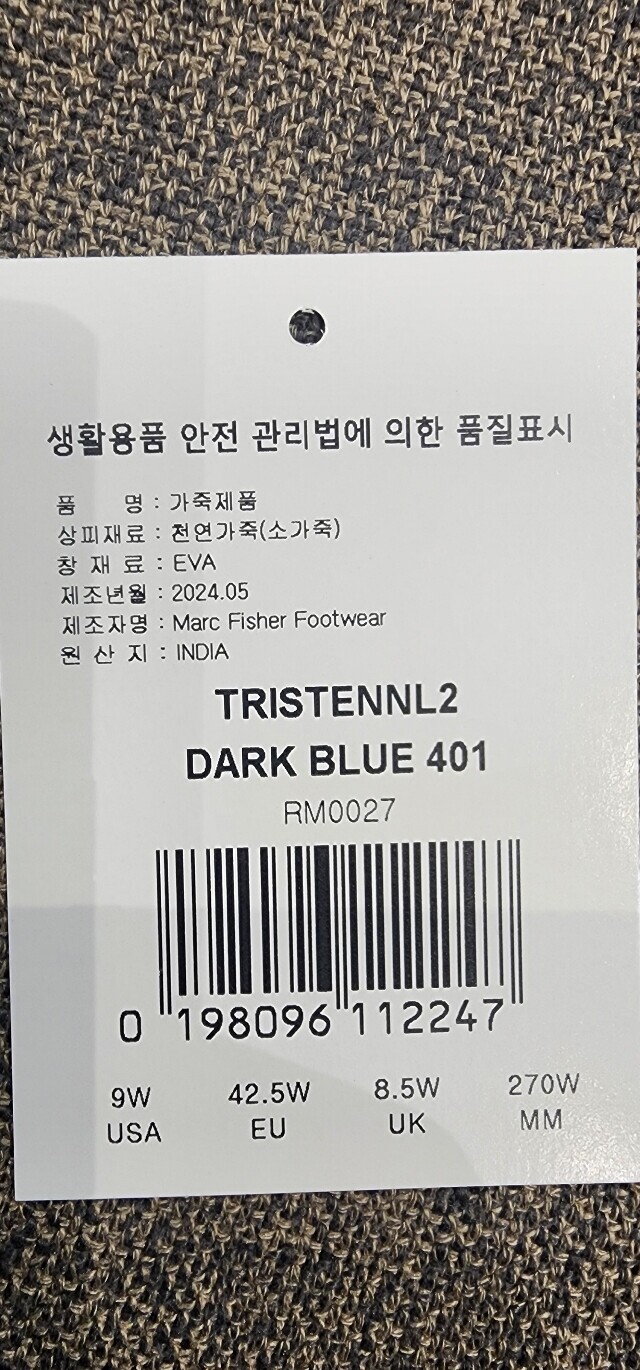 생활용품 안전 관리법에 의한 품질표시
품 명 : 가죽제품
상피재료 : 천연가죽(소가죽)
창 재 료 : EVA
제조년월 : 2024.05
제조자명 : Marc Fisher Footwear
원 산 지 : INDIA
TRISTENNL2
DARK BLUE 401
RM0027
0 198096 112247
9W 42.5W 8.5W 270W
USA EU UK MM